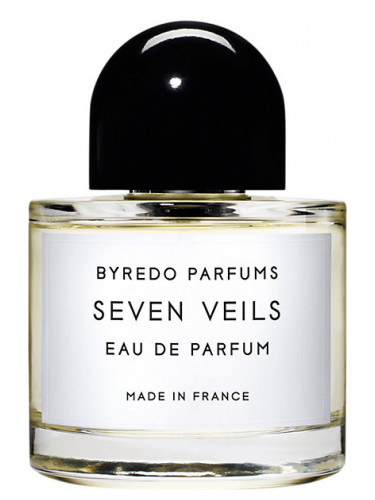 BYREDO PARFUMS
SEVEN VEILS
EAU DE PARFUM
MADE IN FRANCE